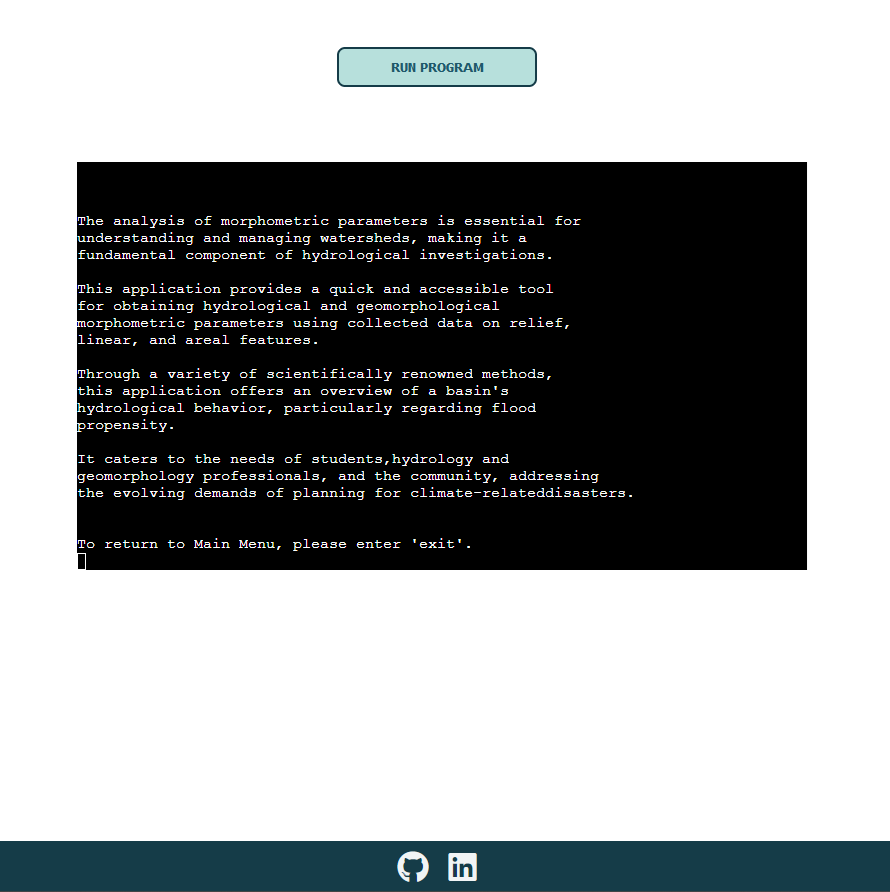 RUN PROGRAM
The analysis of morphometric parameters is essential for
understanding and managing watersheds, making it a
fundamental component of hydrological investigations.
This application provides a quick and accessible tool
for obtaining hydrological and geomorphological
morphometric parameters using collected data on relief,
linear, and areal features.
Through a variety of scientifically renowned methods,
this application offers an overview of a basin's
hydrological behavior, particularly regarding flood
propensity.
It caters to the needs of students,hydrology and
geomorphology professionals, and the community, addressing
the evolving demands of planning for climate-relateddisasters.
To return to Main Menu, please enter 'exit'.
in